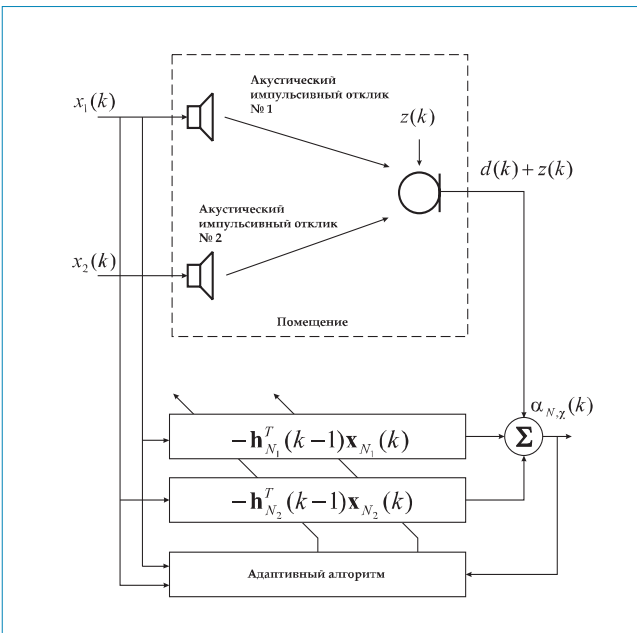 Акустический
импульсивный отклик
№ 1
x₁(k)
z(k)
d(k) + z(k)
Акустический
импульсивный отклик
№ 2
x₂(k)
Помещение
α_{N,χ}(k)
−h^T_{N₁}(k−1)x_{N₁}(k)
Σ
−h^T_{N₂}(k−1)x_{N₂}(k)
Адаптивный алгоритм